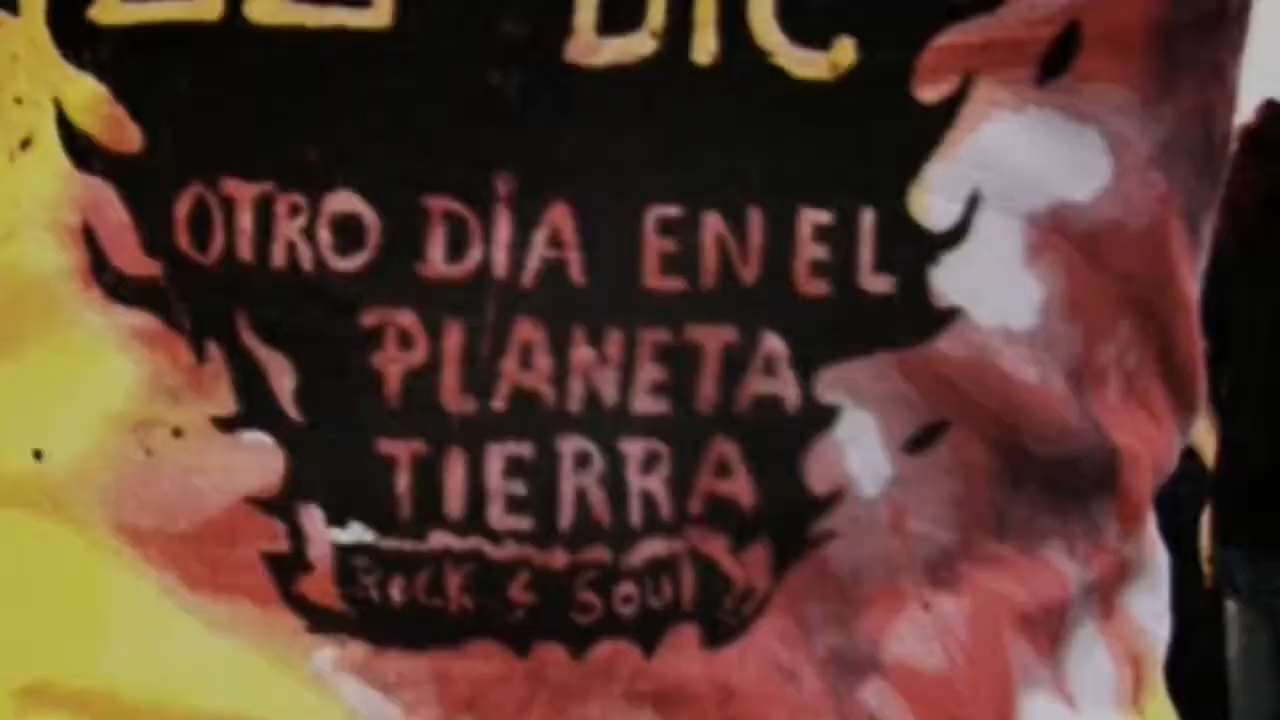 DIC
OTRO DÍA EN EL
PLANETA
TIERRA
ROCK & SOUL